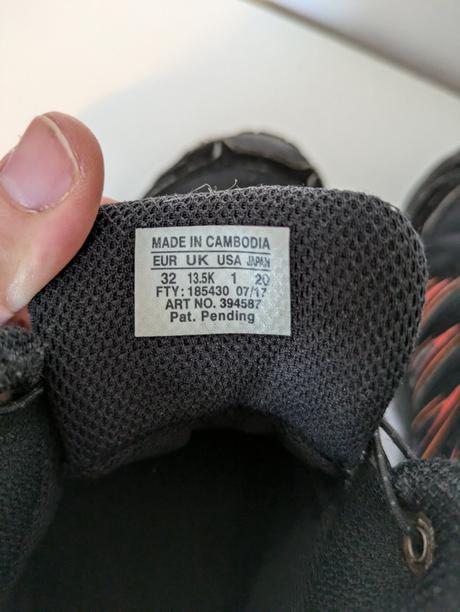 MADE IN CAMBODIA
EUR UK USA JAPAN
32 13.5K 1 20
FTY: 185430 07/17
ART NO. 394587
Pat. Pending